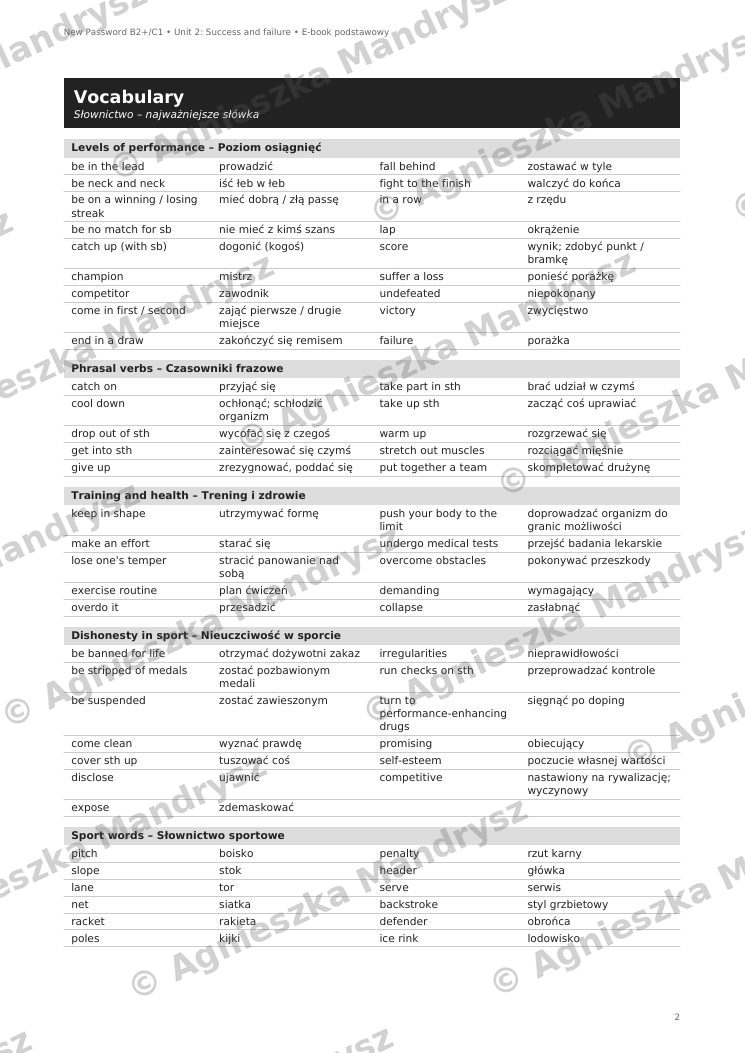 New Password B2+/C1 • Unit 2: Success and failure • E-book podstawowy
Vocabulary
Słownictwo – najważniejsze słówka
Levels of performance – Poziom osiągnięć
be in the lead prowadzić fall behind zostawać w tyle
be neck and neck iść łeb w łeb fight to the finish walczyć do końca
be on a winning / losing mieć dobrą / złą passę in a row z rzędu
streak
be no match for sb nie mieć z kimś szans lap okrążenie
catch up (with sb) dogonić (kogoś) score wynik; zdobyć punkt /
bramkę
champion mistrz suffer a loss ponieść porażkę
competitor zawodnik undefeated niepokonany
come in first / second zająć pierwsze / drugie victory zwycięstwo
miejsce
end in a draw zakończyć się remisem failure porażka
Phrasal verbs – Czasowniki frazowe
catch on przyjąć się take part in sth brać udział w czymś
cool down ochłonąć; schłodzić take up sth zacząć coś uprawiać
organizm
drop out of sth wycofać się z czegoś warm up rozgrzewać się
get into sth zainteresować się czymś stretch out muscles rozciągać mięśnie
give up zrezygnować, poddać się put together a team skompletować drużynę
Training and health – Trening i zdrowie
keep in shape utrzymywać formę push your body to the doprowadzać organizm do
limit granic możliwości
make an effort starać się undergo medical tests przejść badania lekarskie
lose one's temper stracić panowanie nad overcome obstacles pokonywać przeszkody
sobą
exercise routine plan ćwiczeń demanding wymagający
overdo it przesadzić collapse zasłabnąć
Dishonesty in sport – Nieuczciwość w sporcie
be banned for life otrzymać dożywotni zakaz irregularities nieprawidłowości
be stripped of medals zostać pozbawionym run checks on sth przeprowadzać kontrole
medali
be suspended zostać zawieszonym turn to sięgnąć po doping
performance-enhancing
drugs
come clean wyznać prawdę promising obiecujący
cover sth up tuszować coś self-esteem poczucie własnej wartości
disclose ujawnić competitive nastawiony na rywalizację;
wyczynowy
expose zdemaskować
Sport words – Słownictwo sportowe
pitch boisko penalty rzut karny
slope stok header główka
lane tor serve serwis
net siatka backstroke styl grzbietowy
racket rakieta defender obrońca
poles kijki ice rink lodowisko
2
© Agnieszka Mandrysz